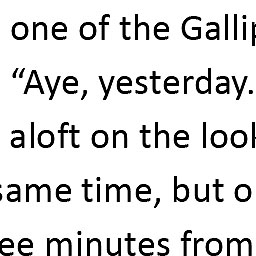 one of the Gallip
“Aye, yesterday.
aloft on the look
same time, but o
ee minutes from